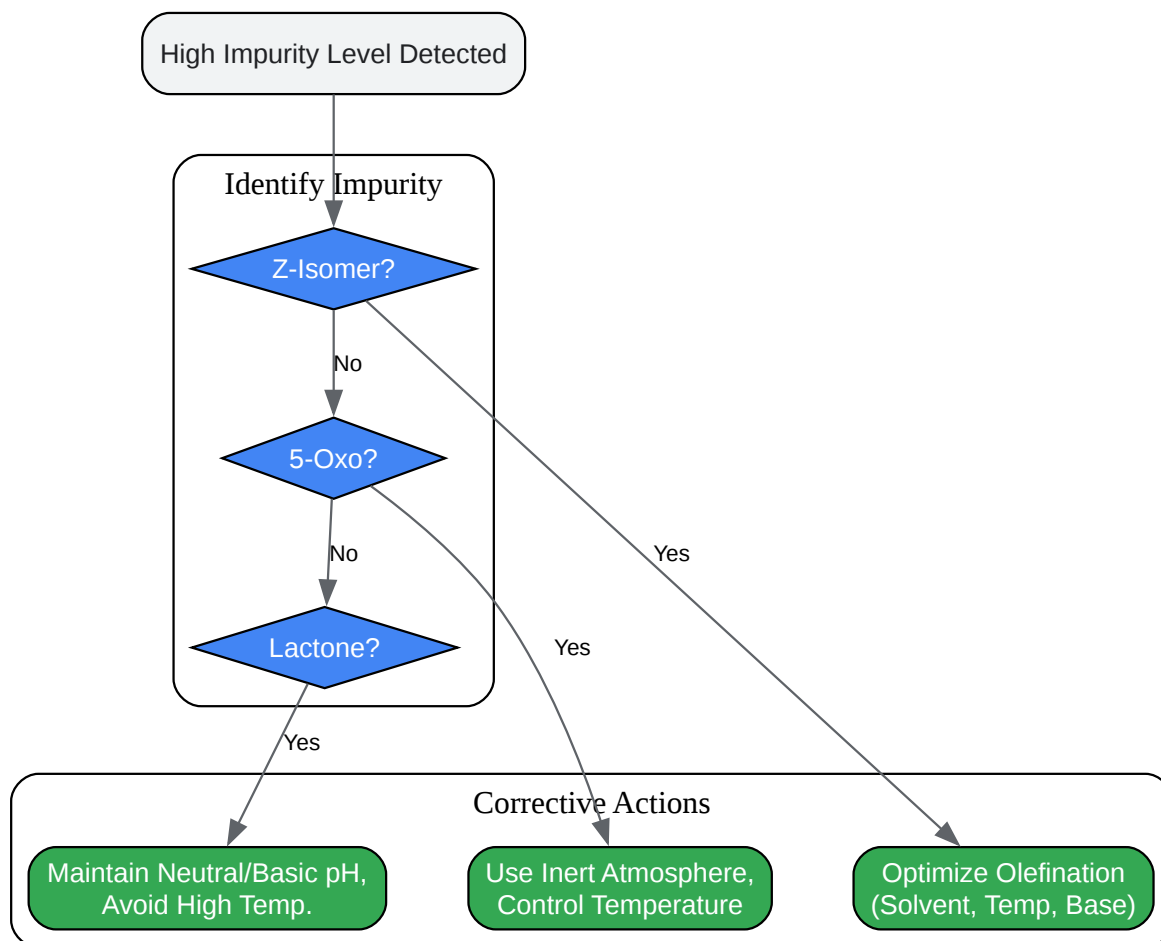 High Impurity Level Detected
Identify Impurity
Z-Isomer?
No
5-Oxo?
No
Yes
Lactone?
Yes
Yes
Corrective Actions
Maintain Neutral/Basic pH,
Avoid High Temp.
Use Inert Atmosphere,
Control Temperature
Optimize Olefination
(Solvent, Temp, Base)